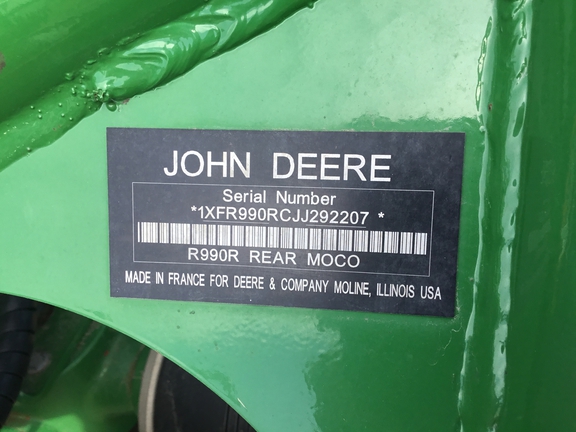 JOHN DEERE
Serial Number
*1XFR990RCJJ292207 *
R990R REAR MOCO
MADE IN FRANCE FOR DEERE & COMPANY MOLINE, ILLINOIS USA